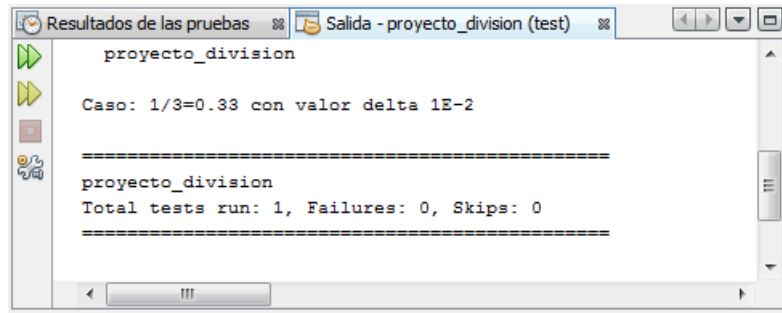 Resultados de las pruebas
Salida - proyecto_division (test)
proyecto_division
Caso: 1/3=0.33 con valor delta 1E-2
===============================================
proyecto_division
Total tests run: 1, Failures: 0, Skips: 0
===============================================